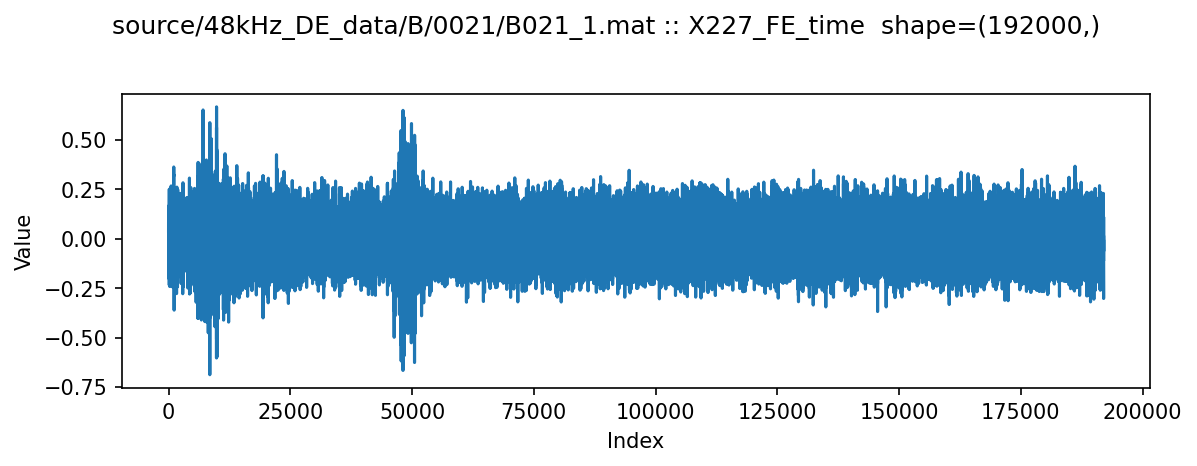 source/48kHz_DE_data/B/0021/B021_1.mat :: X227_FE_time  shape=(192000,)
0.50
0.25
0.00
−0.25
−0.50
−0.75
Value
0 25000 50000 75000 100000 125000 150000 175000 200000
Index